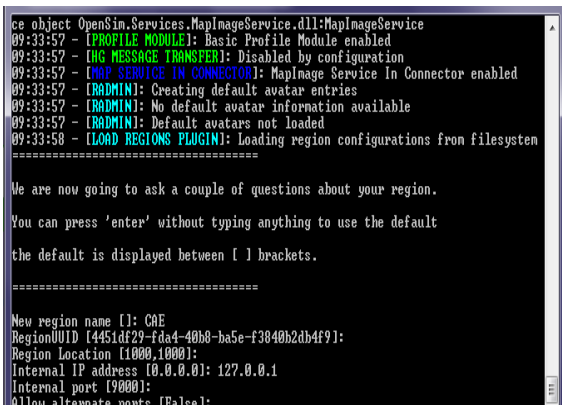 ce object OpenSim.Services.MapImageService.dll:MapImageService
09:33:57 - [PROFILE MODULE]: Basic Profile Module enabled
09:33:57 - [HG MESSAGE TRANSFER]: Disabled by configuration
09:33:57 - [MAP SERVICE IN CONNECTOR]: MapImage Service In Connector enabled
09:33:57 - [RADMIN]: Creating default avatar entries
09:33:57 - [RADMIN]: No default avatar information available
09:33:57 - [RADMIN]: Default avatars not loaded
09:33:58 - [LOAD REGIONS PLUGIN]: Loading region configurations from filesystem
=====================================
We are now going to ask a couple of questions about your region.
You can press 'enter' without typing anything to use the default
the default is displayed between [ ] brackets.
=====================================
New region name []: CAE
RegionUUID [4451df29-fda4-40b8-ba5e-f3840b2db4f9]:
Region Location [1000,1000]:
Internal IP address [0.0.0.0]: 127.0.0.1
Internal port [9000]:
Allow alternate ports [False]: